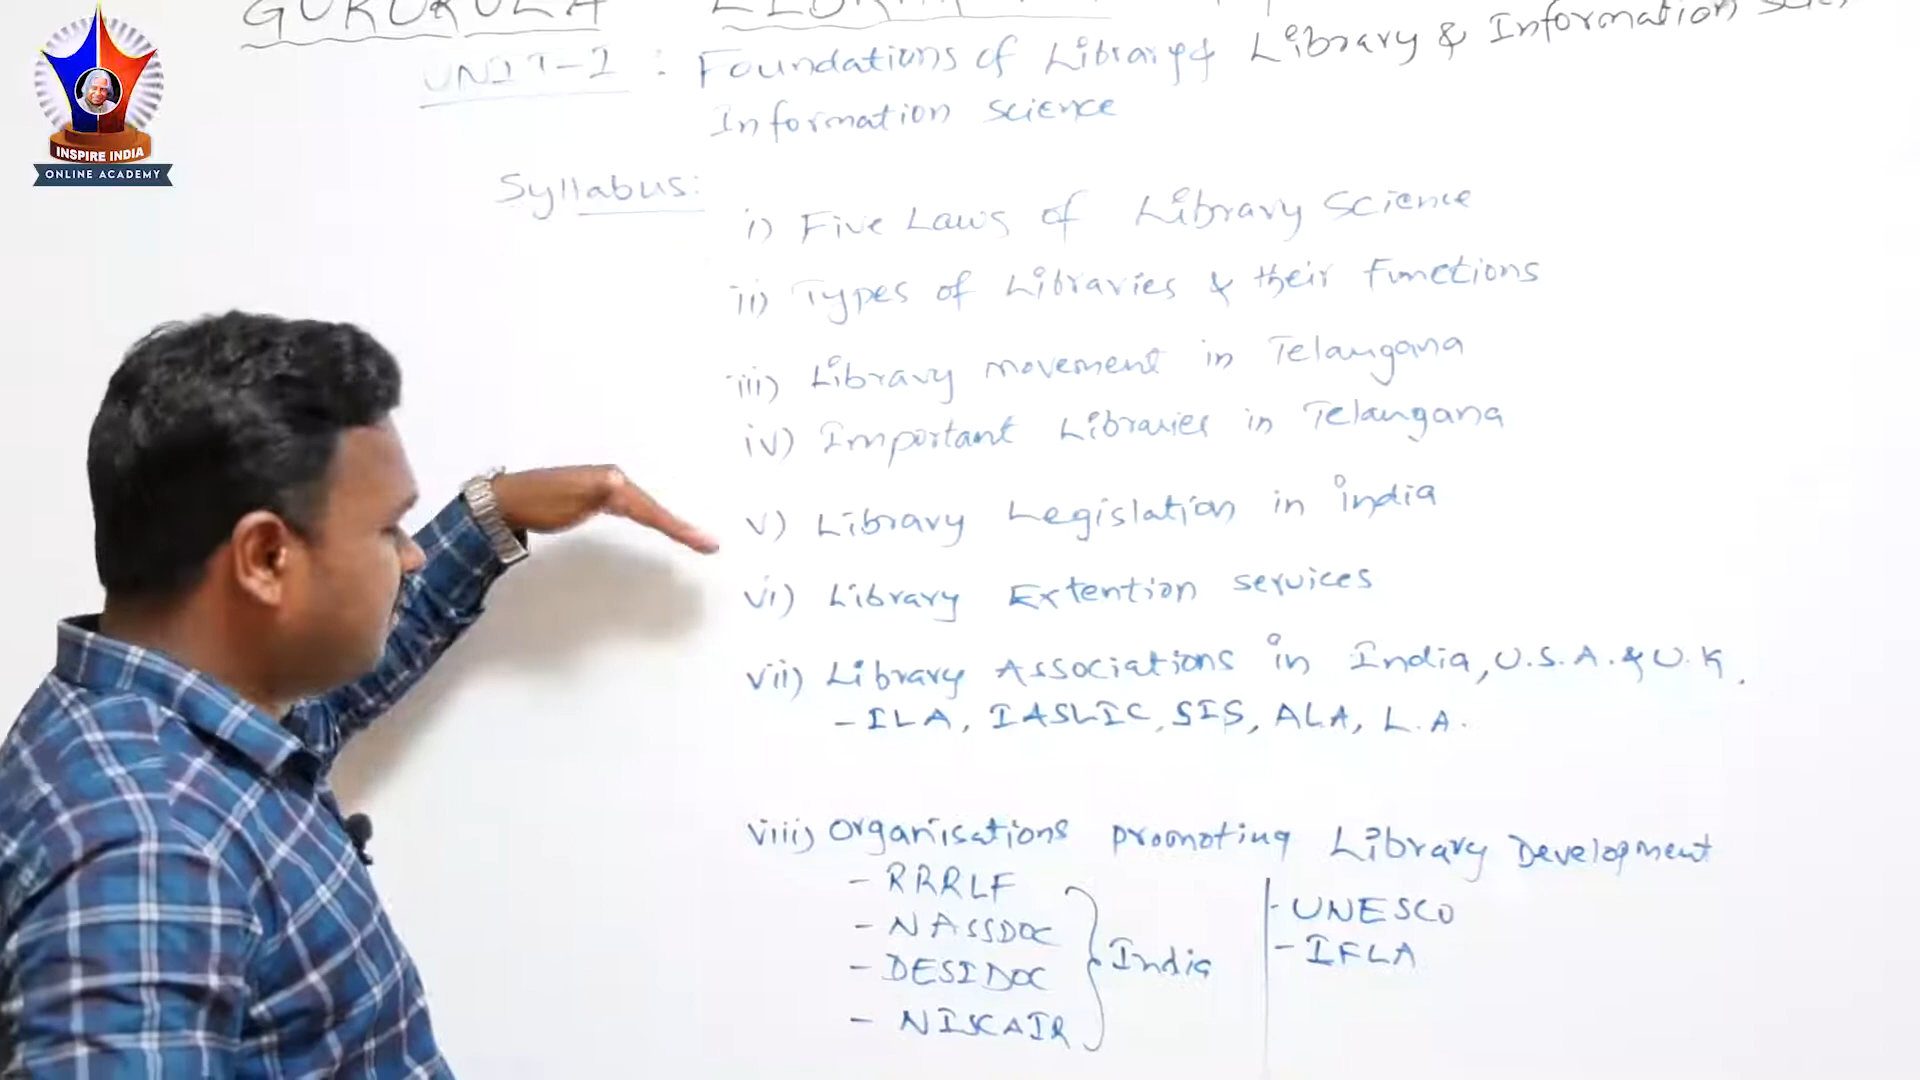 GURUKULA
Library & Information
UNIT-1 : Foundations of Library &
Information science
INSPIRE INDIA
ONLINE ACADEMY
Syllabus:
i) Five Laws of Library Science
ii) Types of Libraries & their Functions
iii) Library movement in Telangana
iv) Important Libraries in Telangana
v) Library Legislation in india
vi) Library Extention services
vii) Library Associations in India, U.S.A. & U.K.
- ILA, IASLIC, SIS, ALA, L.A.
viii) Organisations promoting Library Development
- RRRLF
- NASSDOC
- DESIDOC
- NISCAIR
India
- UNESCO
- IFLA